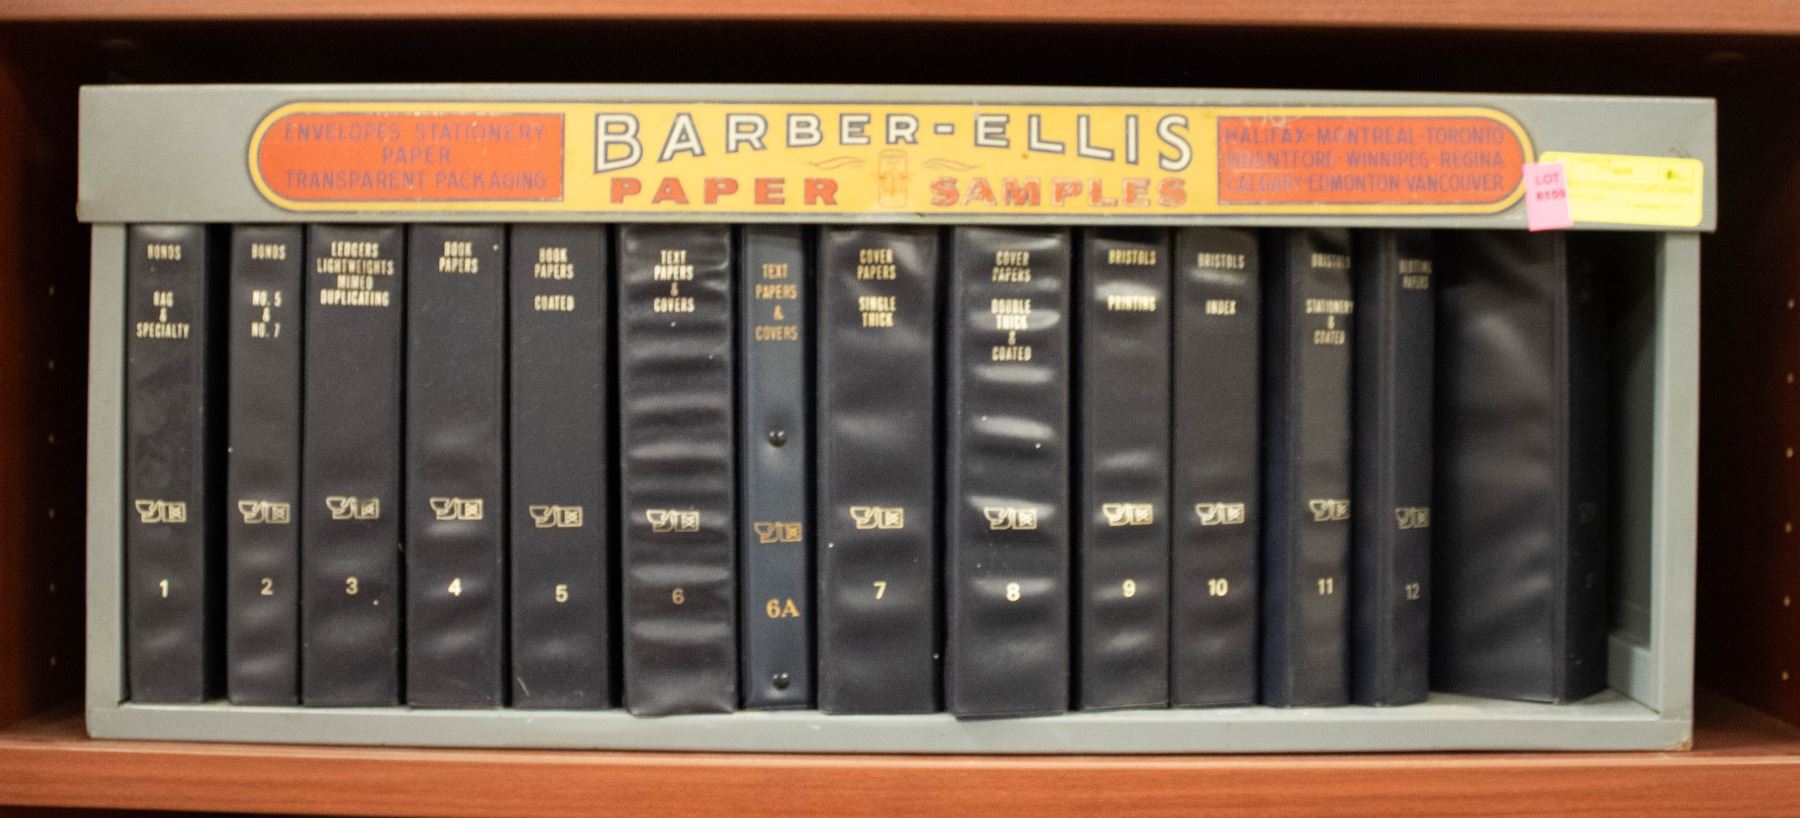 ENVELOPES STATIONERY
PAPER
TRANSPARENT PACKAGING
BARBER-ELLIS
PAPER SAMPLES
HALIFAX-MONTREAL-TORONTO
BRANTFORD-WINNIPEG-REGINA
CALGARY-EDMONTON-VANCOUVER
LOT
BONDS
RAG
&
SPECIALTY
1
BONDS
NO. 5
&
NO. 7
2
LEDGERS
LIGHTWEIGHTS
MIMEO
DUPLICATING
3
BOOK
PAPERS
4
BOOK
PAPERS
COATED
5
TEXT
PAPERS
&
COVERS
6
TEXT
PAPERS
&
COVERS
6A
COVER
PAPERS
SINGLE
THICK
7
COVER
PAPERS
DOUBLE
THICK
&
COATED
8
BRISTOLS
PRINTING
9
BRISTOLS
INDEX
10
BRISTOLS
STATIONERY
&
COATED
11
BLOTTING
PAPERS
12